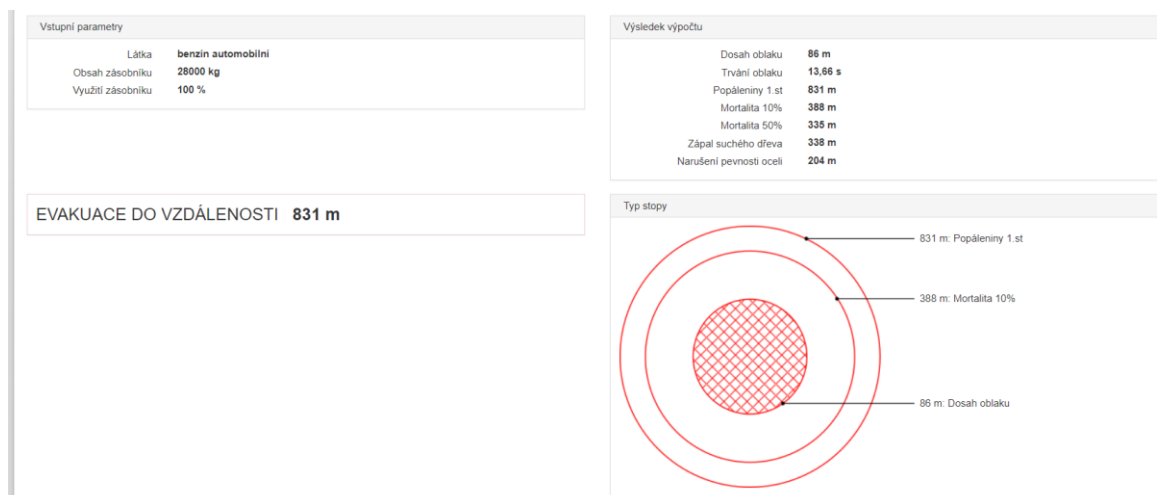 Vstupní parametry
Látka benzín automobilní
Obsah zásobníku 28000 kg
Využití zásobníku 100 %
EVAKUACE DO VZDÁLENOSTI 831 m
Výsledek výpočtu
Dosah oblaku 86 m
Trvání oblaku 13,66 s
Popáleniny 1.st 831 m
Mortalita 10% 388 m
Mortalita 50% 335 m
Zápal suchého dřeva 338 m
Narušení pevnosti oceli 204 m
Typ stopy
831 m: Popáleniny 1.st
388 m: Mortalita 10%
86 m: Dosah oblaku